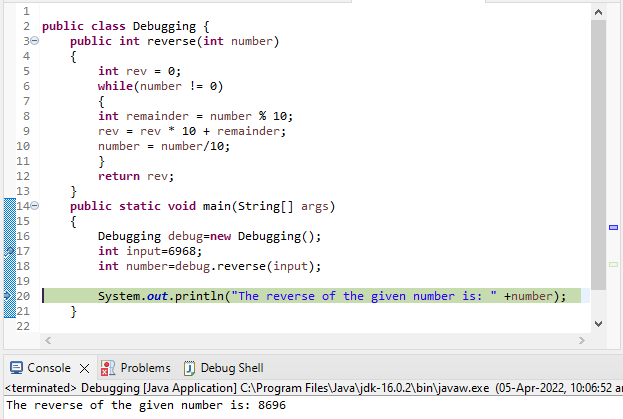 1
2 public class Debugging {
3 public int reverse(int number)
4 {
5 int rev = 0;
6 while(number != 0)
7 {
8 int remainder = number % 10;
9 rev = rev * 10 + remainder;
10 number = number/10;
11 }
12 return rev;
13 }
14 public static void main(String[] args)
15 {
16 Debugging debug=new Debugging();
17 int input=6968;
18 int number=debug.reverse(input);
19
20 System.out.println("The reverse of the given number is: " +number);
21 }
22
Console Problems Debug Shell
<terminated> Debugging [Java Application] C:\Program Files\Java\jdk-16.0.2\bin\javaw.exe (05-Apr-2022, 10:06:52 a
The reverse of the given number is: 8696